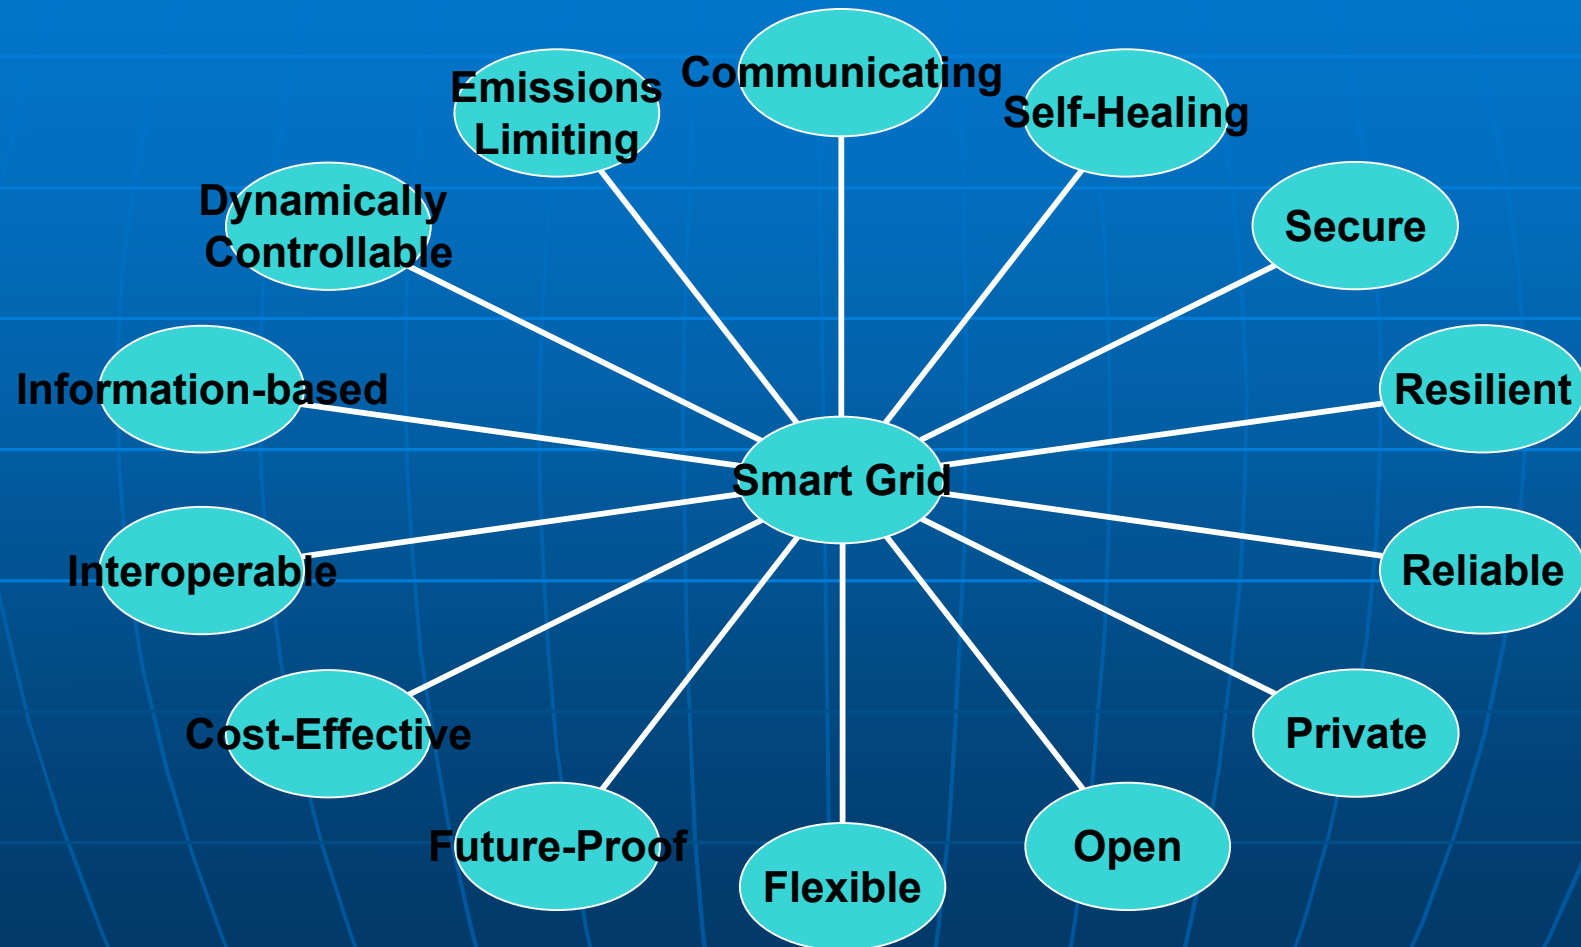 Communicating
Emissions
Limiting
Self-Healing
Dynamically
Controllable
Secure
Information-based
Resilient
Smart Grid
Interoperable
Reliable
Cost-Effective
Private
Future-Proof
Open
Flexible